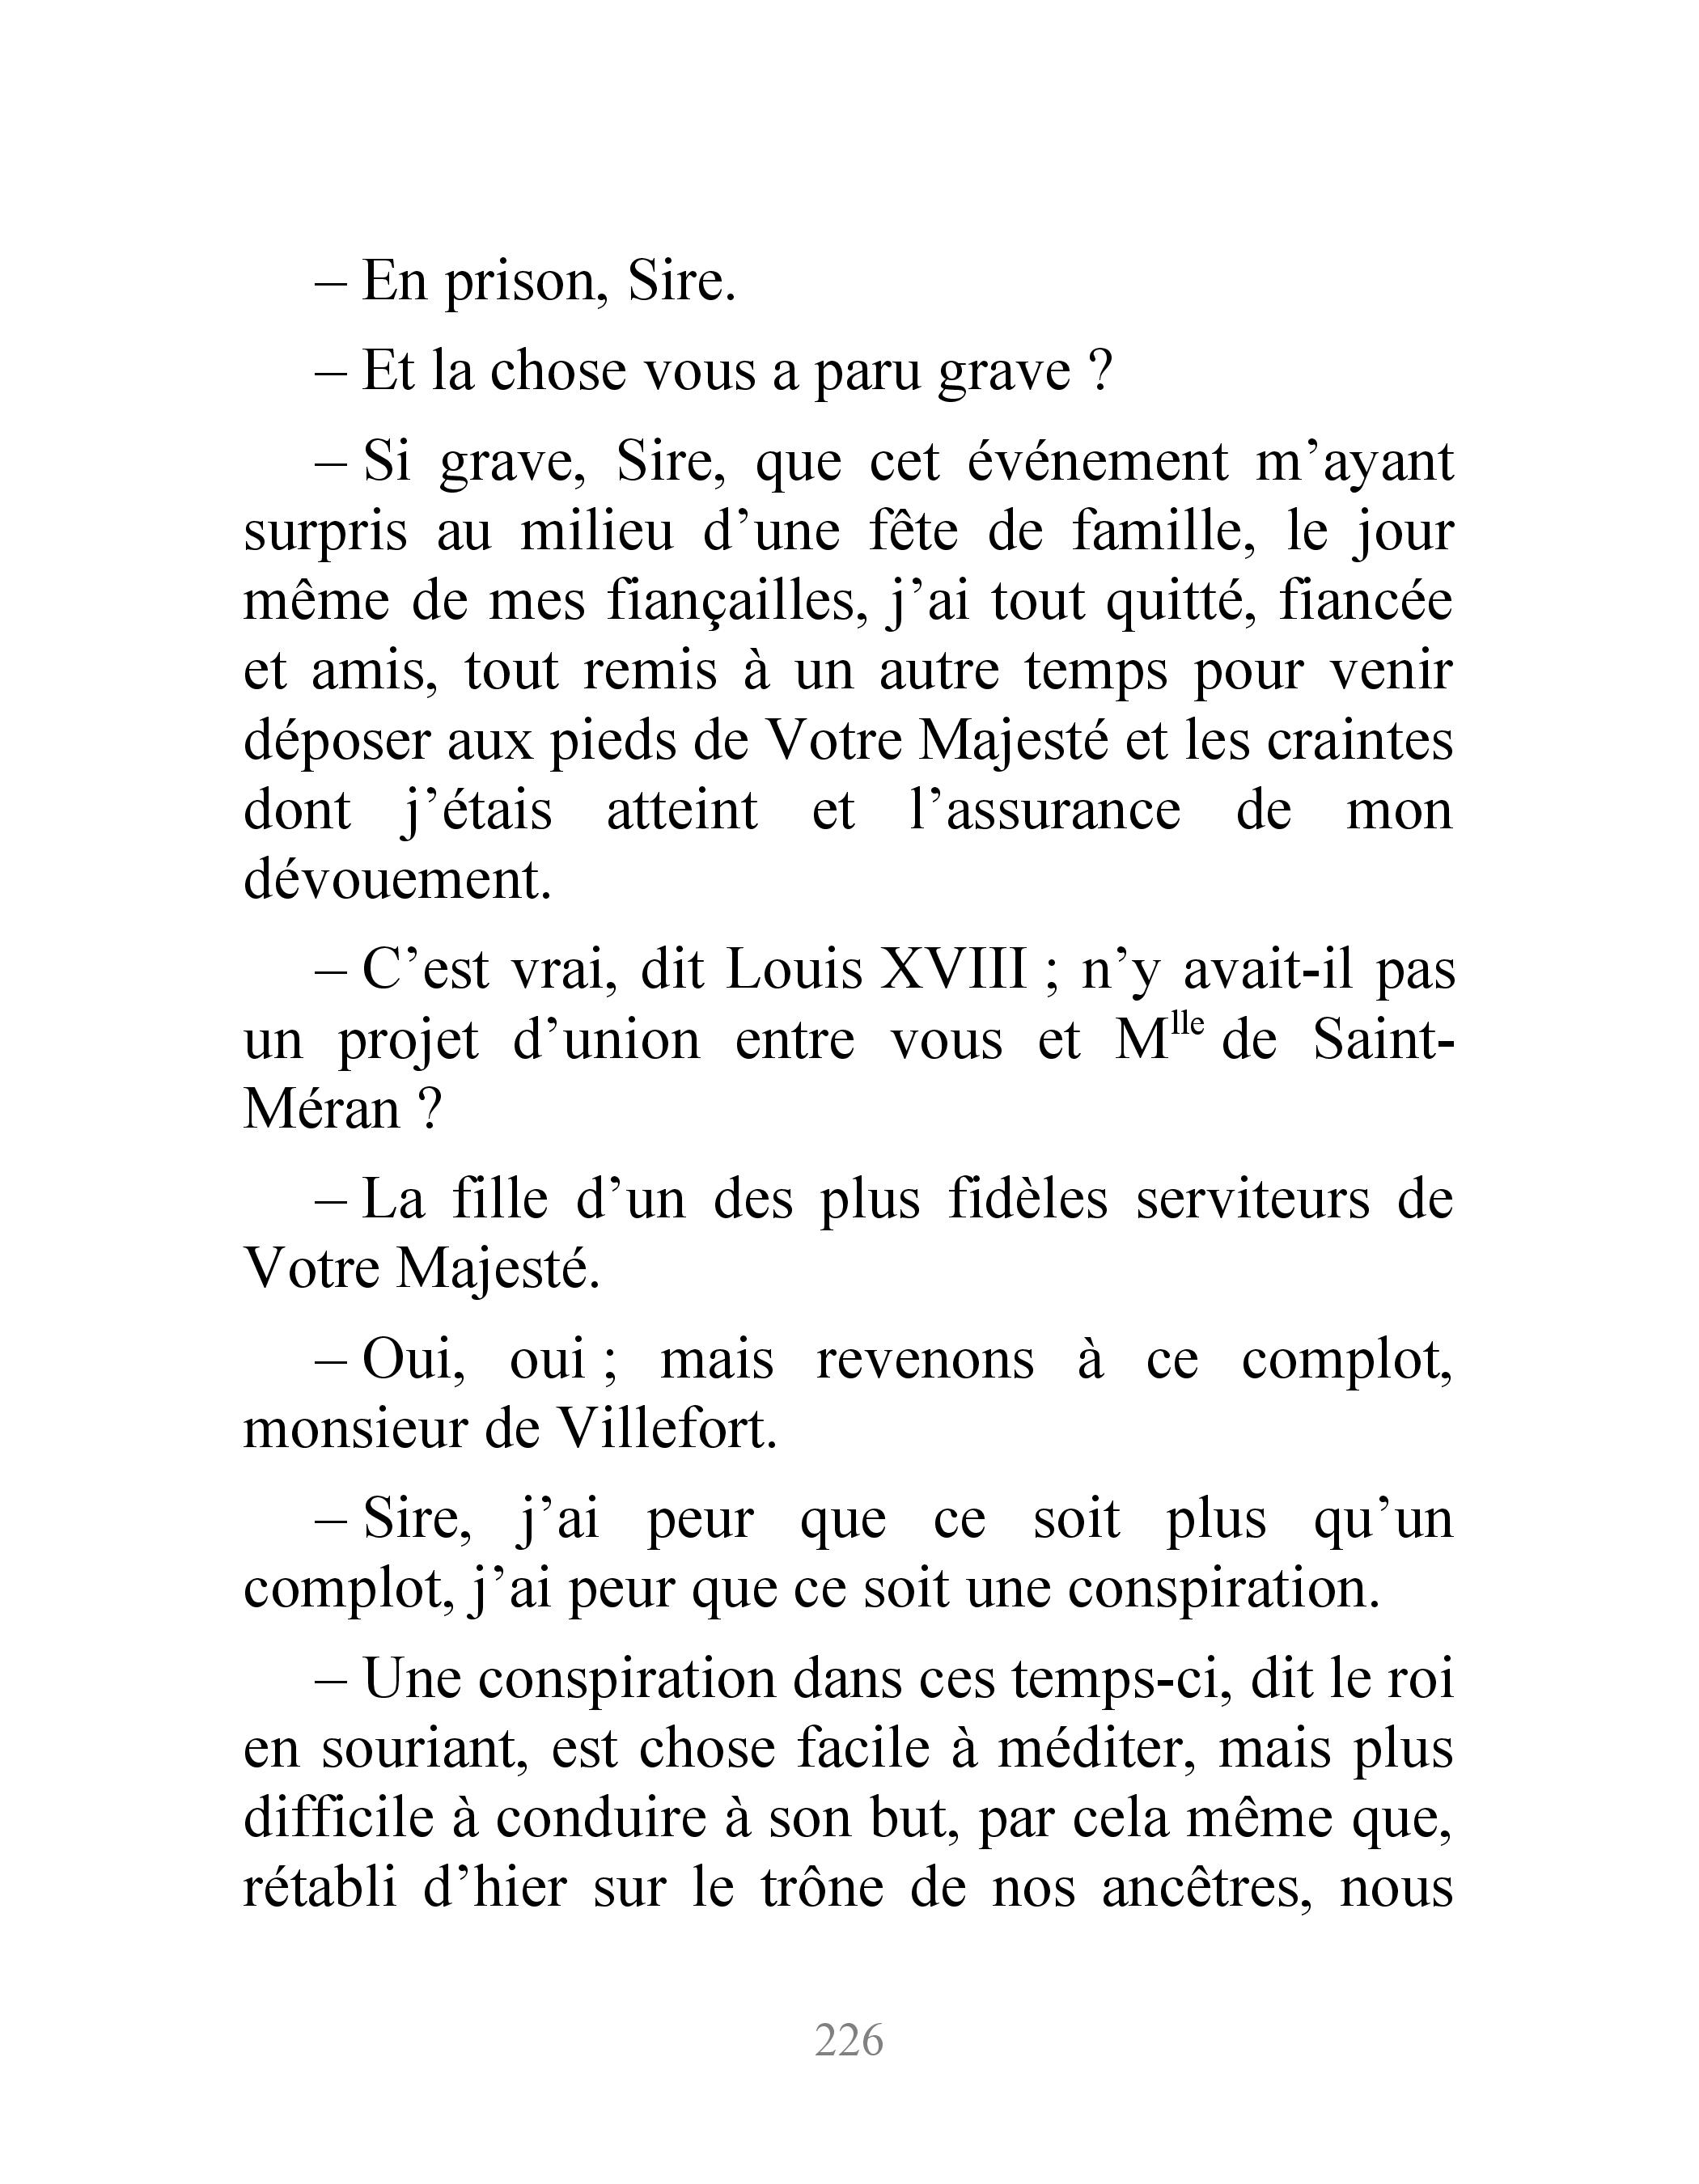 – En prison, Sire.
– Et la chose vous a paru grave ?
– Si grave, Sire, que cet événement m’ayant
surpris au milieu d’une fête de famille, le jour
même de mes fiançailles, j’ai tout quitté, fiancée
et amis, tout remis à un autre temps pour venir
déposer aux pieds de Votre Majesté et les craintes
dont j’étais atteint et l’assurance de mon
dévouement.
– C’est vrai, dit Louis XVIII ; n’y avait-il pas
un projet d’union entre vous et Mlle de Saint-
Méran ?
– La fille d’un des plus fidèles serviteurs de
Votre Majesté.
– Oui, oui ; mais revenons à ce complot,
monsieur de Villefort.
– Sire, j’ai peur que ce soit plus qu’un
complot, j’ai peur que ce soit une conspiration.
– Une conspiration dans ces temps-ci, dit le roi
en souriant, est chose facile à méditer, mais plus
difficile à conduire à son but, par cela même que,
rétabli d’hier sur le trône de nos ancêtres, nous
226